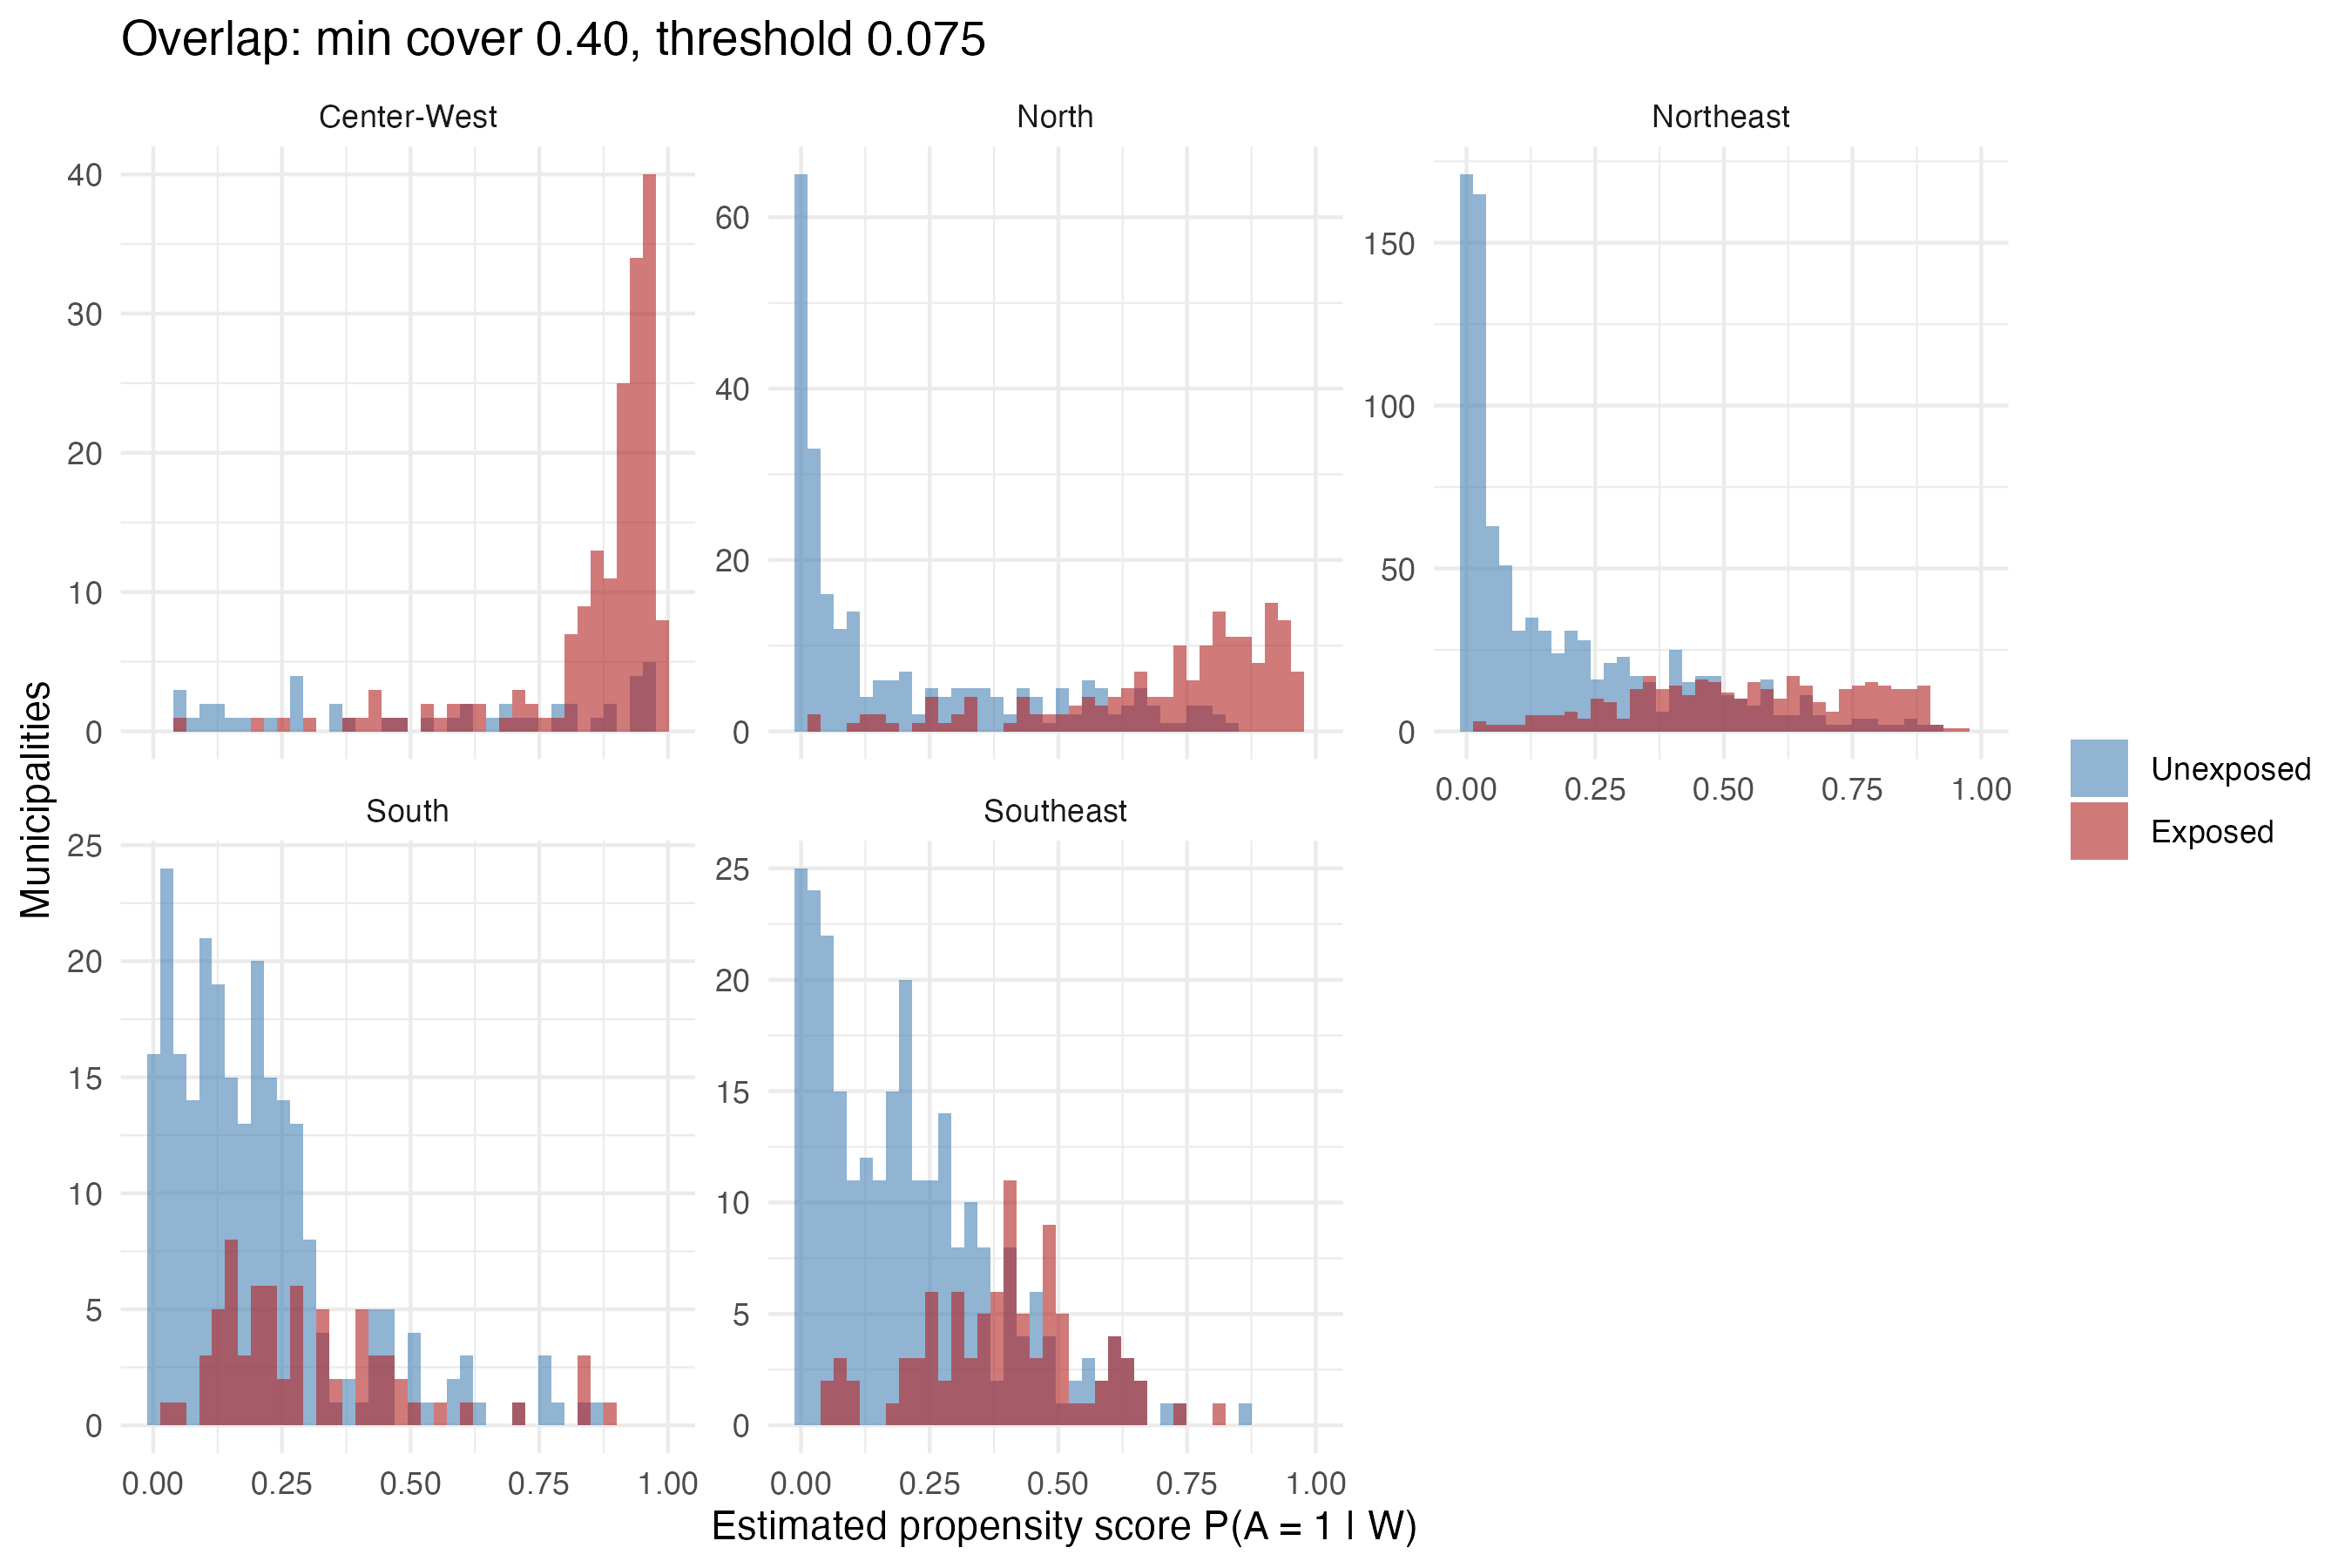 Overlap: min cover 0.40, threshold 0.075
Center-West
North
Northeast
40
30
20
10
0
60
40
20
0
150
100
50
0
0.00 0.25 0.50 0.75 1.00
South
Southeast
25
20
15
10
5
0
25
20
15
10
5
0
0.00 0.25 0.50 0.75 1.00
0.00 0.25 0.50 0.75 1.00
Municipalities
Estimated propensity score P(A = 1 | W)
Unexposed
Exposed